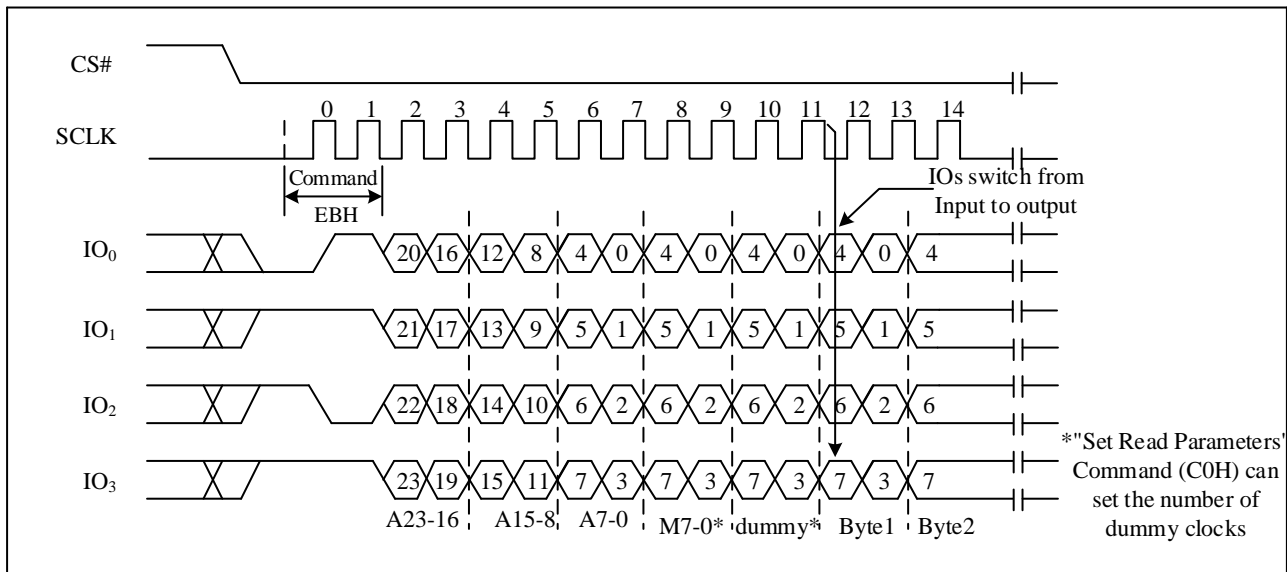 CS#
0 1 2 3 4 5 6 7 8 9 10 11 12 13 14
SCLK
Command
EBH
IOs switch from
Input to output
IO0 20 16 12 8 4 0 4 0 4 0 4 0 4
IO1 21 17 13 9 5 1 5 1 5 1 5 1 5
IO2 22 18 14 10 6 2 6 2 6 2 6 2 6
IO3 23 19 15 11 7 3 7 3 7 3 7 3 7
A23-16 A15-8 A7-0 M7-0* dummy* Byte1 Byte2
*"Set Read Parameters"
Command (C0H) can
set the number of
dummy clocks